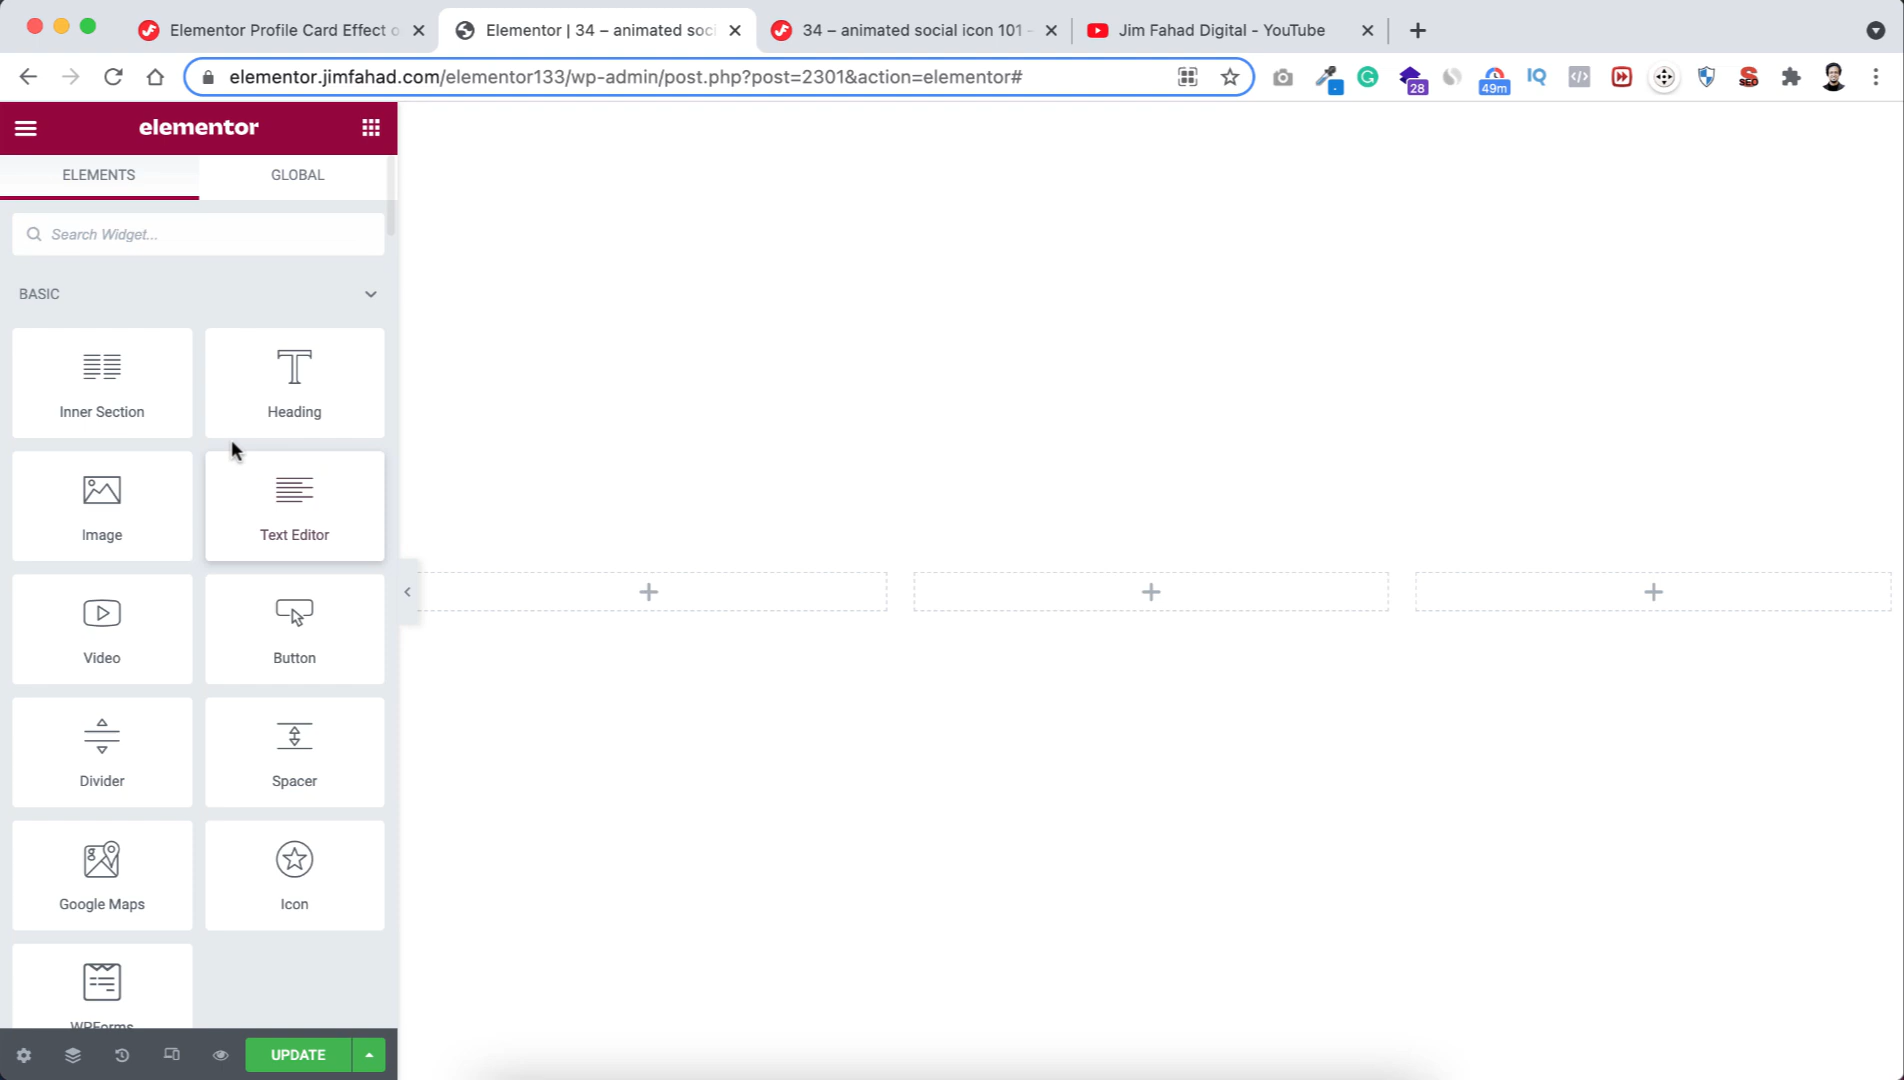 Elementor Profile Card Effect o
Elementor | 34 – animated soci
34 – animated social icon 101 -
Jim Fahad Digital - YouTube
elementor.jimfahad.com/elementor133/wp-admin/post.php?post=2301&action=elementor#
28
49m
IQ
SEO
elementor
ELEMENTS
GLOBAL
Search Widget...
BASIC
Inner Section
Heading
Image
Text Editor
Video
Button
Divider
Spacer
Google Maps
Icon
WPForms
UPDATE